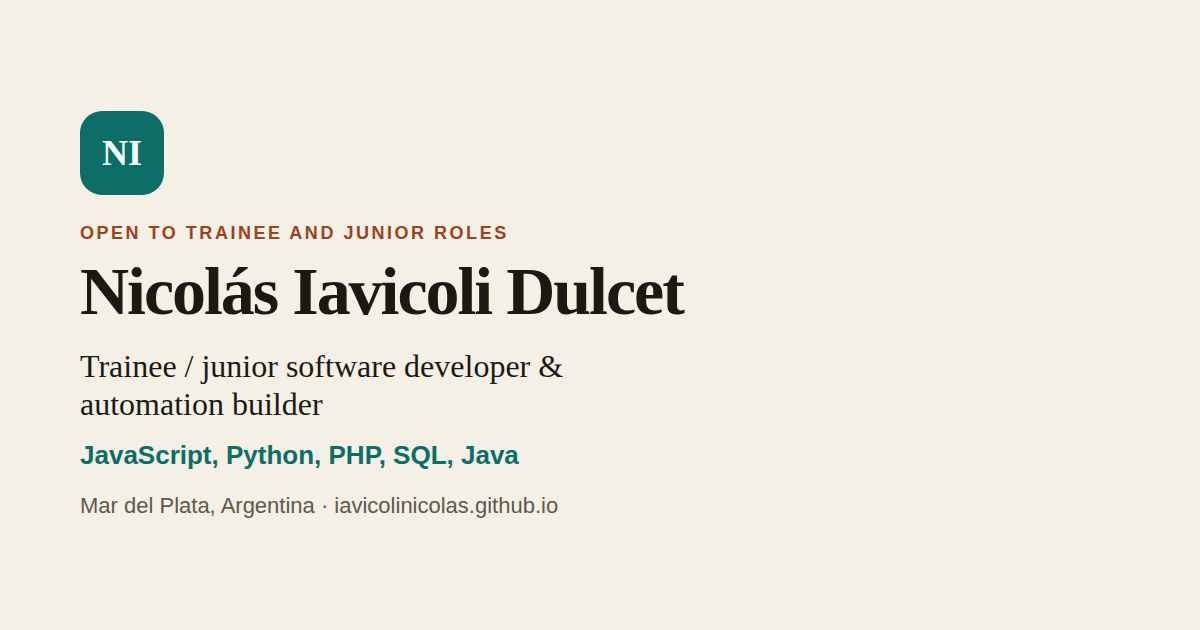 NI
OPEN TO TRAINEE AND JUNIOR ROLES
Nicolás Iavicoli Dulcet
Trainee / junior software developer &
automation builder
JavaScript, Python, PHP, SQL, Java
Mar del Plata, Argentina · iavicolinicolas.github.io